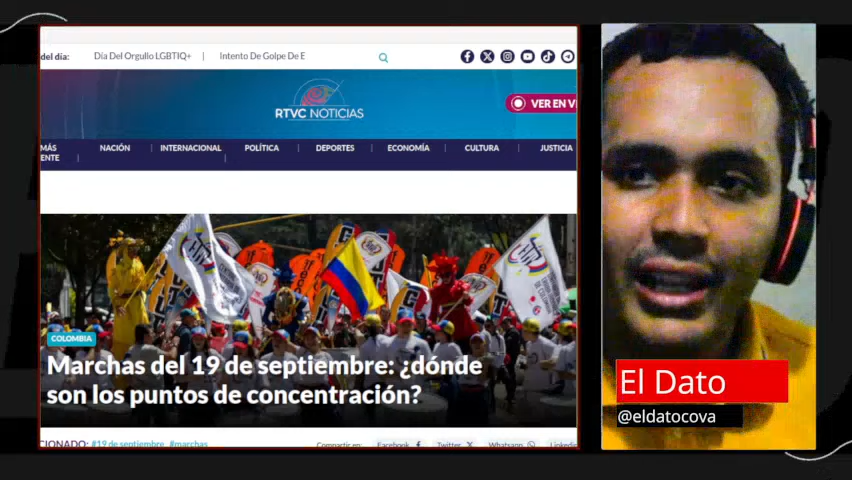 del día: Día Del Orgullo LGBTIQ+ | Intento De Golpe De E
RTVC NOTICIAS
VER EN VI
MÁS
ENTE | NACIÓN | INTERNACIONAL | POLÍTICA | DEPORTES | ECONOMÍA | CULTURA | JUSTICIA
COLOMBIA
Marchas del 19 de septiembre: ¿dónde
son los puntos de concentración?
CIONADO: #19 de septiembre, #marchas
Compartir en: Facebook Twitter Whatsapp Linkedin
El Dato
@eldatocova